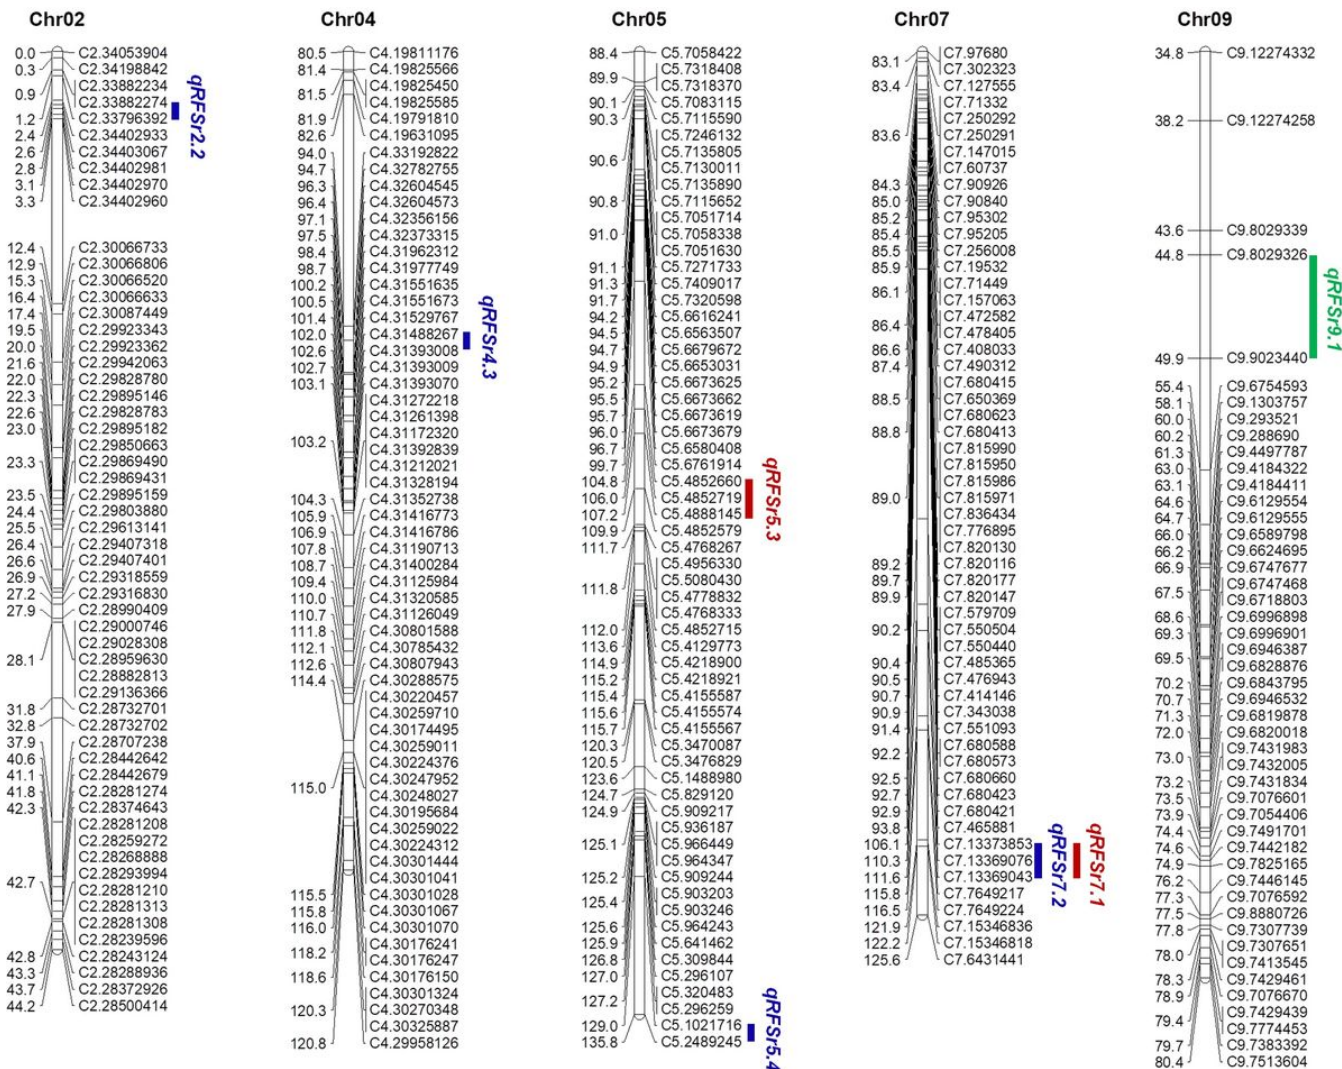 Chr02
0.0 C2.34053904
0.3 C2.34198842
0.9 C2.33882234
C2.33882274
1.2 C2.33796392
2.4 C2.34402933
2.6 C2.34403067
2.8 C2.34402981
3.1 C2.34402970
3.3 C2.34402960
12.4 C2.30066733
12.9 C2.30066806
15.3 C2.30066520
16.4 C2.30066633
17.4 C2.30087449
19.5 C2.29923343
20.0 C2.29923362
21.6 C2.29942063
22.0 C2.29828780
22.3 C2.29895146
22.6 C2.29828783
23.0 C2.29895182
C2.29850663
23.3 C2.29869490
C2.29869431
23.5 C2.29895159
24.4 C2.29803880
25.5 C2.29613141
26.4 C2.29407318
26.6 C2.29407401
26.9 C2.29318559
27.2 C2.29316830
27.9 C2.28990409
C2.29000746
C2.29028308
28.1 C2.28959630
C2.28882813
C2.29136366
31.8 C2.28732701
32.8 C2.28732702
37.9 C2.28707238
40.6 C2.28442642
41.1 C2.28442679
41.8 C2.28281274
42.3 C2.28374643
C2.28281208
C2.28259272
C2.28268888
C2.28293994
42.7 C2.28281210
C2.28281313
C2.28281308
C2.28239596
42.8 C2.28243124
43.3 C2.28288936
43.7 C2.28372926
44.2 C2.28500414
qRFSr2.2
Chr04
80.5 C4.19811176
81.4 C4.19825566
C4.19825450
81.5 C4.19825585
81.9 C4.19791810
82.6 C4.19631095
94.0 C4.33192822
94.7 C4.32782755
96.3 C4.32604545
96.4 C4.32604573
97.1 C4.32356156
97.5 C4.32373315
98.4 C4.31962312
98.7 C4.31977749
100.2 C4.31551635
100.5 C4.31551673
101.4 C4.31529767
102.0 C4.31488267
102.6 C4.31393008
102.7 C4.31393009
103.1 C4.31393070
C4.31272218
C4.31261398
C4.31172320
103.2 C4.31392839
C4.31212021
C4.31328194
104.3 C4.31352738
105.9 C4.31416773
106.9 C4.31416786
107.8 C4.31190713
108.7 C4.31400284
109.4 C4.31125984
110.0 C4.31320585
110.7 C4.31126049
111.8 C4.30801588
112.1 C4.30785432
112.6 C4.30807943
114.4 C4.30288575
C4.30220457
C4.30259710
C4.30174495
C4.30259011
C4.30224376
C4.30247952
115.0 C4.30248027
C4.30195684
C4.30259022
C4.30224312
C4.30301444
C4.30301041
115.5 C4.30301028
115.8 C4.30301067
116.0 C4.30301070
C4.30176241
118.2 C4.30176247
118.6 C4.30176150
C4.30301324
120.3 C4.30270348
C4.30325887
120.8 C4.29958126
qRFSr4.3
Chr05
88.4 C5.7058422
C5.7318408
89.9 C5.7318370
90.1 C5.7083115
90.3 C5.7115590
C5.7246132
C5.7135805
90.6 C5.7130011
C5.7135890
90.8 C5.7115652
C5.7051714
91.0 C5.7058338
C5.7051630
91.1 C5.7271733
91.3 C5.7409017
91.7 C5.7320598
94.2 C5.6616241
94.5 C5.6563507
94.7 C5.6679672
94.9 C5.6653031
95.2 C5.6673625
95.5 C5.6673662
95.7 C5.6673619
96.0 C5.6673679
96.7 C5.6580408
99.7 C5.6761914
104.8 C5.4852660
106.0 C5.4852719
107.2 C5.4888145
109.9 C5.4852579
111.7 C5.4768267
C5.4956330
C5.5080430
111.8 C5.4778832
C5.4768333
112.0 C5.4852715
113.6 C5.4129773
114.9 C5.4218900
115.2 C5.4218921
115.4 C5.4155587
115.6 C5.4155574
115.7 C5.4155567
120.3 C5.3470087
120.5 C5.3476829
123.6 C5.1488980
124.7 C5.829120
124.9 C5.909217
C5.936187
125.1 C5.966449
C5.964347
125.2 C5.909244
C5.903203
125.4 C5.903246
125.6 C5.964243
125.9 C5.641462
126.8 C5.309844
127.0 C5.296107
C5.320483
127.2 C5.296259
129.0 C5.1021716
135.8 C5.2489245
qRFSr5.3
qRFSr5.4
Chr07
C7.97680
83.1 C7.302323
83.4 C7.127555
C7.71332
C7.250292
83.6 C7.250291
C7.147015
C7.60737
84.3 C7.90926
85.0 C7.90840
85.2 C7.95302
85.4 C7.95205
85.5 C7.256008
85.9 C7.19532
C7.71449
86.1 C7.157063
C7.472582
86.4 C7.478405
86.6 C7.408033
87.4 C7.490312
C7.680415
88.5 C7.650369
C7.680623
88.8 C7.680413
C7.815990
C7.815950
C7.815986
89.0 C7.815971
C7.836434
C7.776895
C7.820130
89.2 C7.820116
89.7 C7.820177
89.9 C7.820147
C7.579709
90.2 C7.550504
C7.550440
90.4 C7.485365
90.5 C7.476943
90.7 C7.414146
90.9 C7.343038
91.4 C7.551093
C7.680588
92.2 C7.680573
92.5 C7.680660
92.7 C7.680423
92.9 C7.680421
93.8 C7.465881
106.1 C7.13373853
110.3 C7.13369076
111.6 C7.13369043
115.8 C7.7649217
116.5 C7.7649224
121.9 C7.15346836
122.2 C7.15346818
125.6 C7.6431441
qRFSr7.2
qRFSr7.1
Chr09
34.8 C9.12274332
38.2 C9.12274258
43.6 C9.8029339
44.8 C9.8029326
49.9 C9.9023440
55.4 C9.6754593
58.1 C9.1303757
60.0 C9.293521
60.2 C9.288690
61.3 C9.4497787
63.0 C9.4184322
63.1 C9.4184411
64.6 C9.6129554
64.7 C9.6129555
66.0 C9.6589798
66.2 C9.6624695
66.9 C9.6747677
C9.6747468
67.5 C9.6718803
68.6 C9.6996898
69.3 C9.6996901
C9.6946387
69.5 C9.6828876
70.2 C9.6843795
70.7 C9.6946532
71.3 C9.6819878
72.0 C9.6820018
C9.7431983
73.0 C9.7432005
73.2 C9.7431834
73.5 C9.7076601
73.9 C9.7054406
74.4 C9.7491701
74.6 C9.7442182
74.9 C9.7825165
76.2 C9.7446145
77.3 C9.7076592
77.5 C9.8880726
77.8 C9.7307739
C9.7307651
78.0 C9.7413545
78.3 C9.7429461
78.9 C9.7076670
C9.7429439
79.4 C9.7774453
79.7 C9.7383392
80.4 C9.7513604
qRFSr9.1